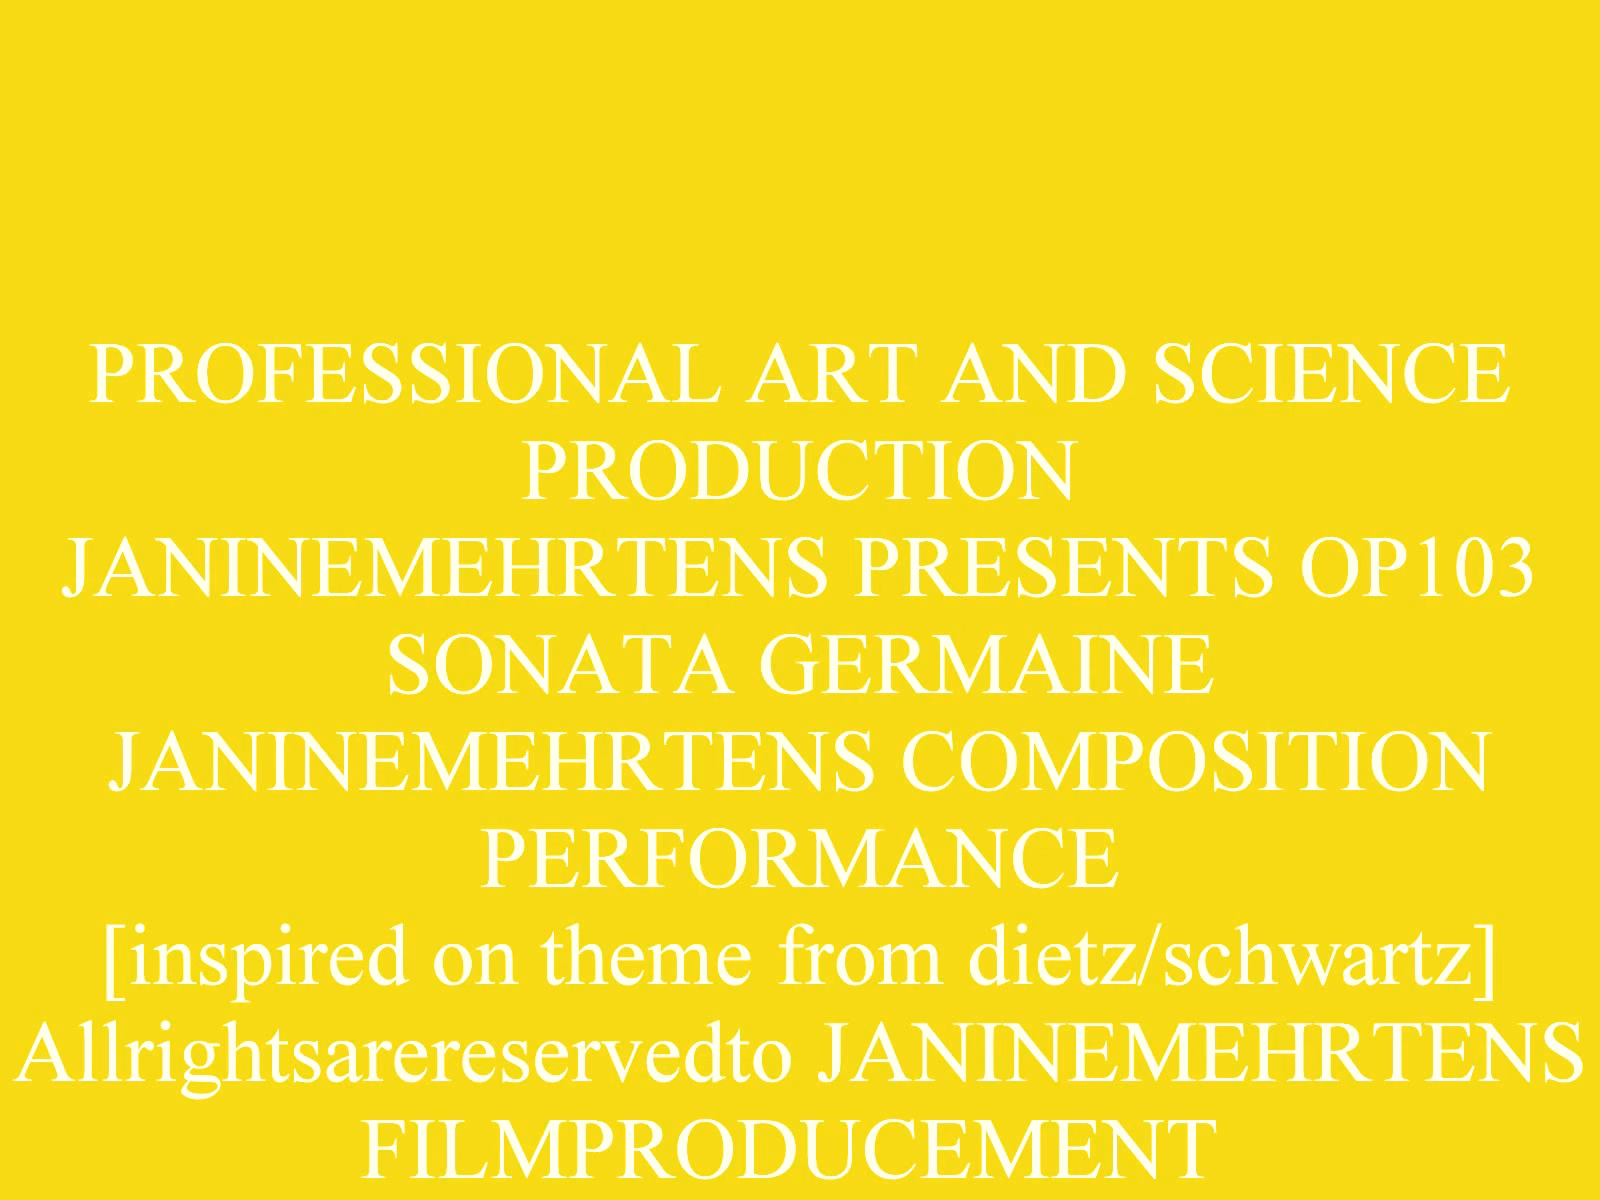 PROFESSIONAL ART AND SCIENCE
PRODUCTION
JANINEMEHRTENS PRESENTS OP103
SONATA GERMAINE
JANINEMEHRTENS COMPOSITION
PERFORMANCE
[inspired on theme from dietz/schwartz]
Allrightsarereservedto JANINEMEHRTENS
FILMPRODUCEMENT